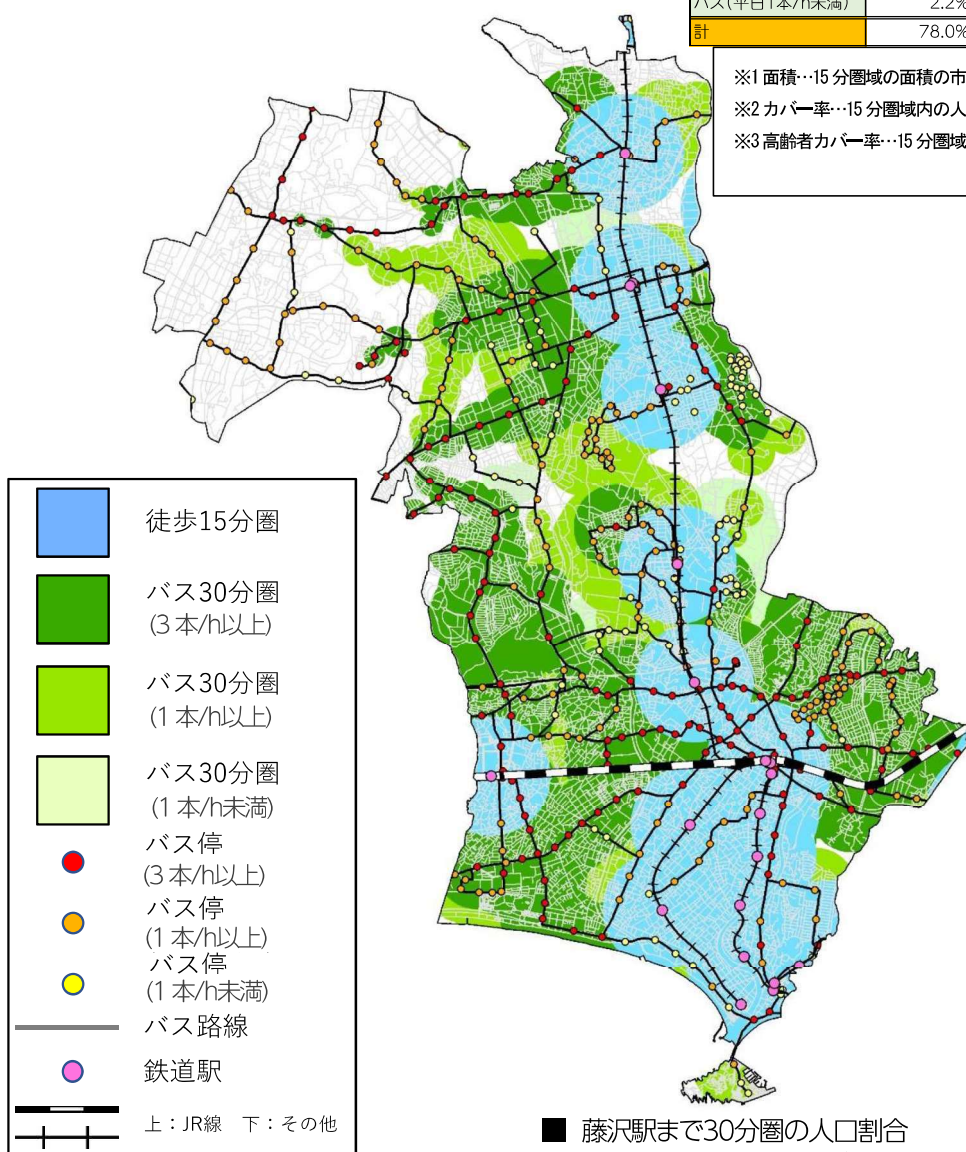 バス(平日1本/h未満) 2.2%
計 78.0%
※1 面積…15 分圏域の面積の市
※2 カバー率…15 分圏域内の人
※3 高齢者カバー率…15 分圏域
徒歩15分圏
バス30分圏
(3 本/h以上)
バス30分圏
(1 本/h以上)
バス30分圏
(1 本/h未満)
バス停
(3 本/h以上)
バス停
(1 本/h以上)
バス停
(1 本/h未満)
バス路線
鉄道駅
上：JR線 下：その他
■ 藤沢駅まで30分圏の人口割合